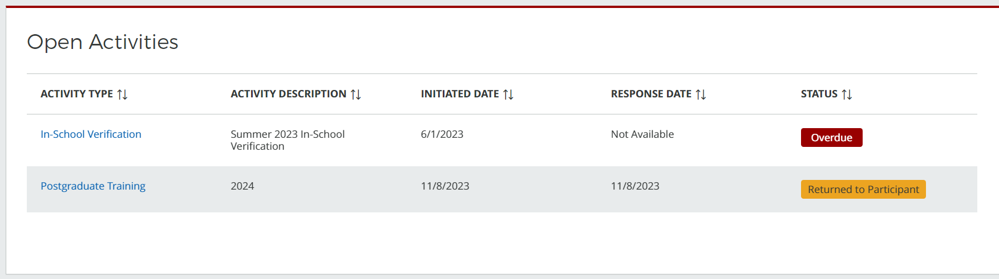 Open Activities
ACTIVITY TYPE ↑↓ ACTIVITY DESCRIPTION ↑↓ INITIATED DATE ↑↓ RESPONSE DATE ↑↓ STATUS ↑↓
In-School Verification Summer 2023 In-School 6/1/2023 Not Available Overdue
Verification
Postgraduate Training 2024 11/8/2023 11/8/2023 Returned to Participant